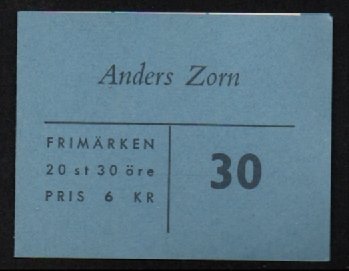 Anders Zorn
FRIMÄRKEN
20 st 30 öre
PRIS 6 KR
30